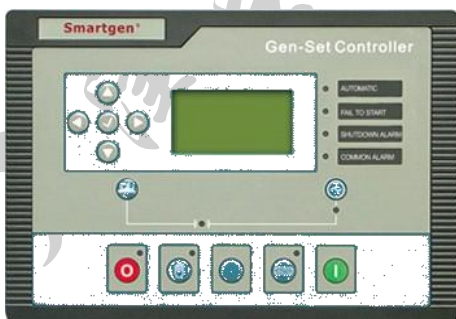 Smartgen®
Gen-Set Controller
AUTOMATIC
FAIL TO START
SHUTDOWN ALARM
COMMON ALARM